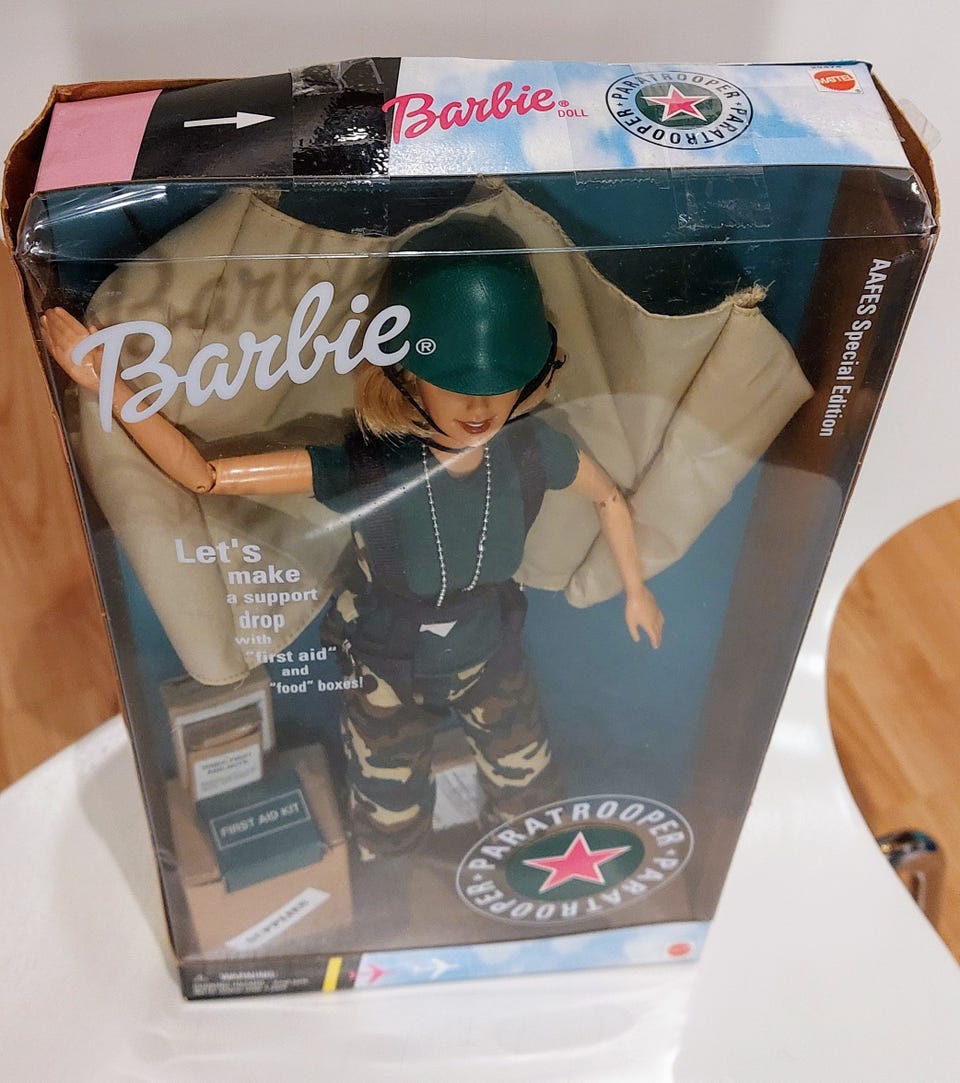 Barbie®
DOLL
PARATROOPER • PARATROOPER •
MATTEL
AAFES Special Edition
Barbie®
Let's
make
a support
drop
with
"first aid"
and
"food" boxes!
FIRST AID KIT
SUPPLIES
PARATROOPER • PARATROOPER •
WARNING: